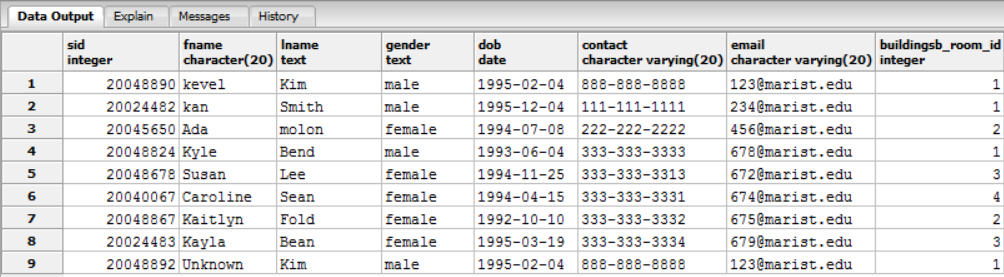 Data Output Explain Messages History
sid fname lname gender dob contact email buildingsb_room_id
integer character(20) text text date character varying(20) character varying(20) integer
1 20048890 kevel Kim male 1995-02-04 888-888-8888 123@marist.edu 1
2 20024482 kan Smith male 1995-12-04 111-111-1111 234@marist.edu 1
3 20045650 Ada molon female 1994-07-08 222-222-2222 456@marist.edu 2
4 20048824 Kyle Bend male 1993-06-04 333-333-3333 678@marist.edu 1
5 20048678 Susan Lee female 1994-11-25 333-333-3313 672@marist.edu 3
6 20040067 Caroline Sean female 1994-04-15 333-333-3331 674@marist.edu 4
7 20048867 Kaitlyn Fold female 1992-10-10 333-333-3332 675@marist.edu 2
8 20024483 Kayla Bean female 1995-03-19 333-333-3334 679@marist.edu 3
9 20048892 Unknown Kim male 1995-02-04 888-888-8888 123@marist.edu 1